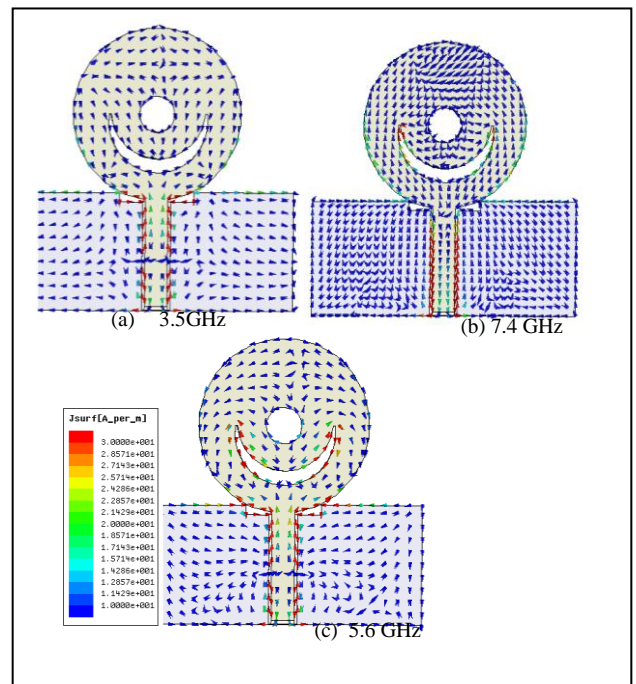 (a) 3.5GHz
(b) 7.4 GHz
Jsurf[A_per_m]
3.0000e+001
2.8571e+001
2.7143e+001
2.5714e+001
2.4286e+001
2.2857e+001
2.1429e+001
2.0000e+001
1.8571e+001
1.7143e+001
1.5714e+001
1.4286e+001
1.2857e+001
1.1429e+001
1.0000e+001
(c) 5.6 GHz